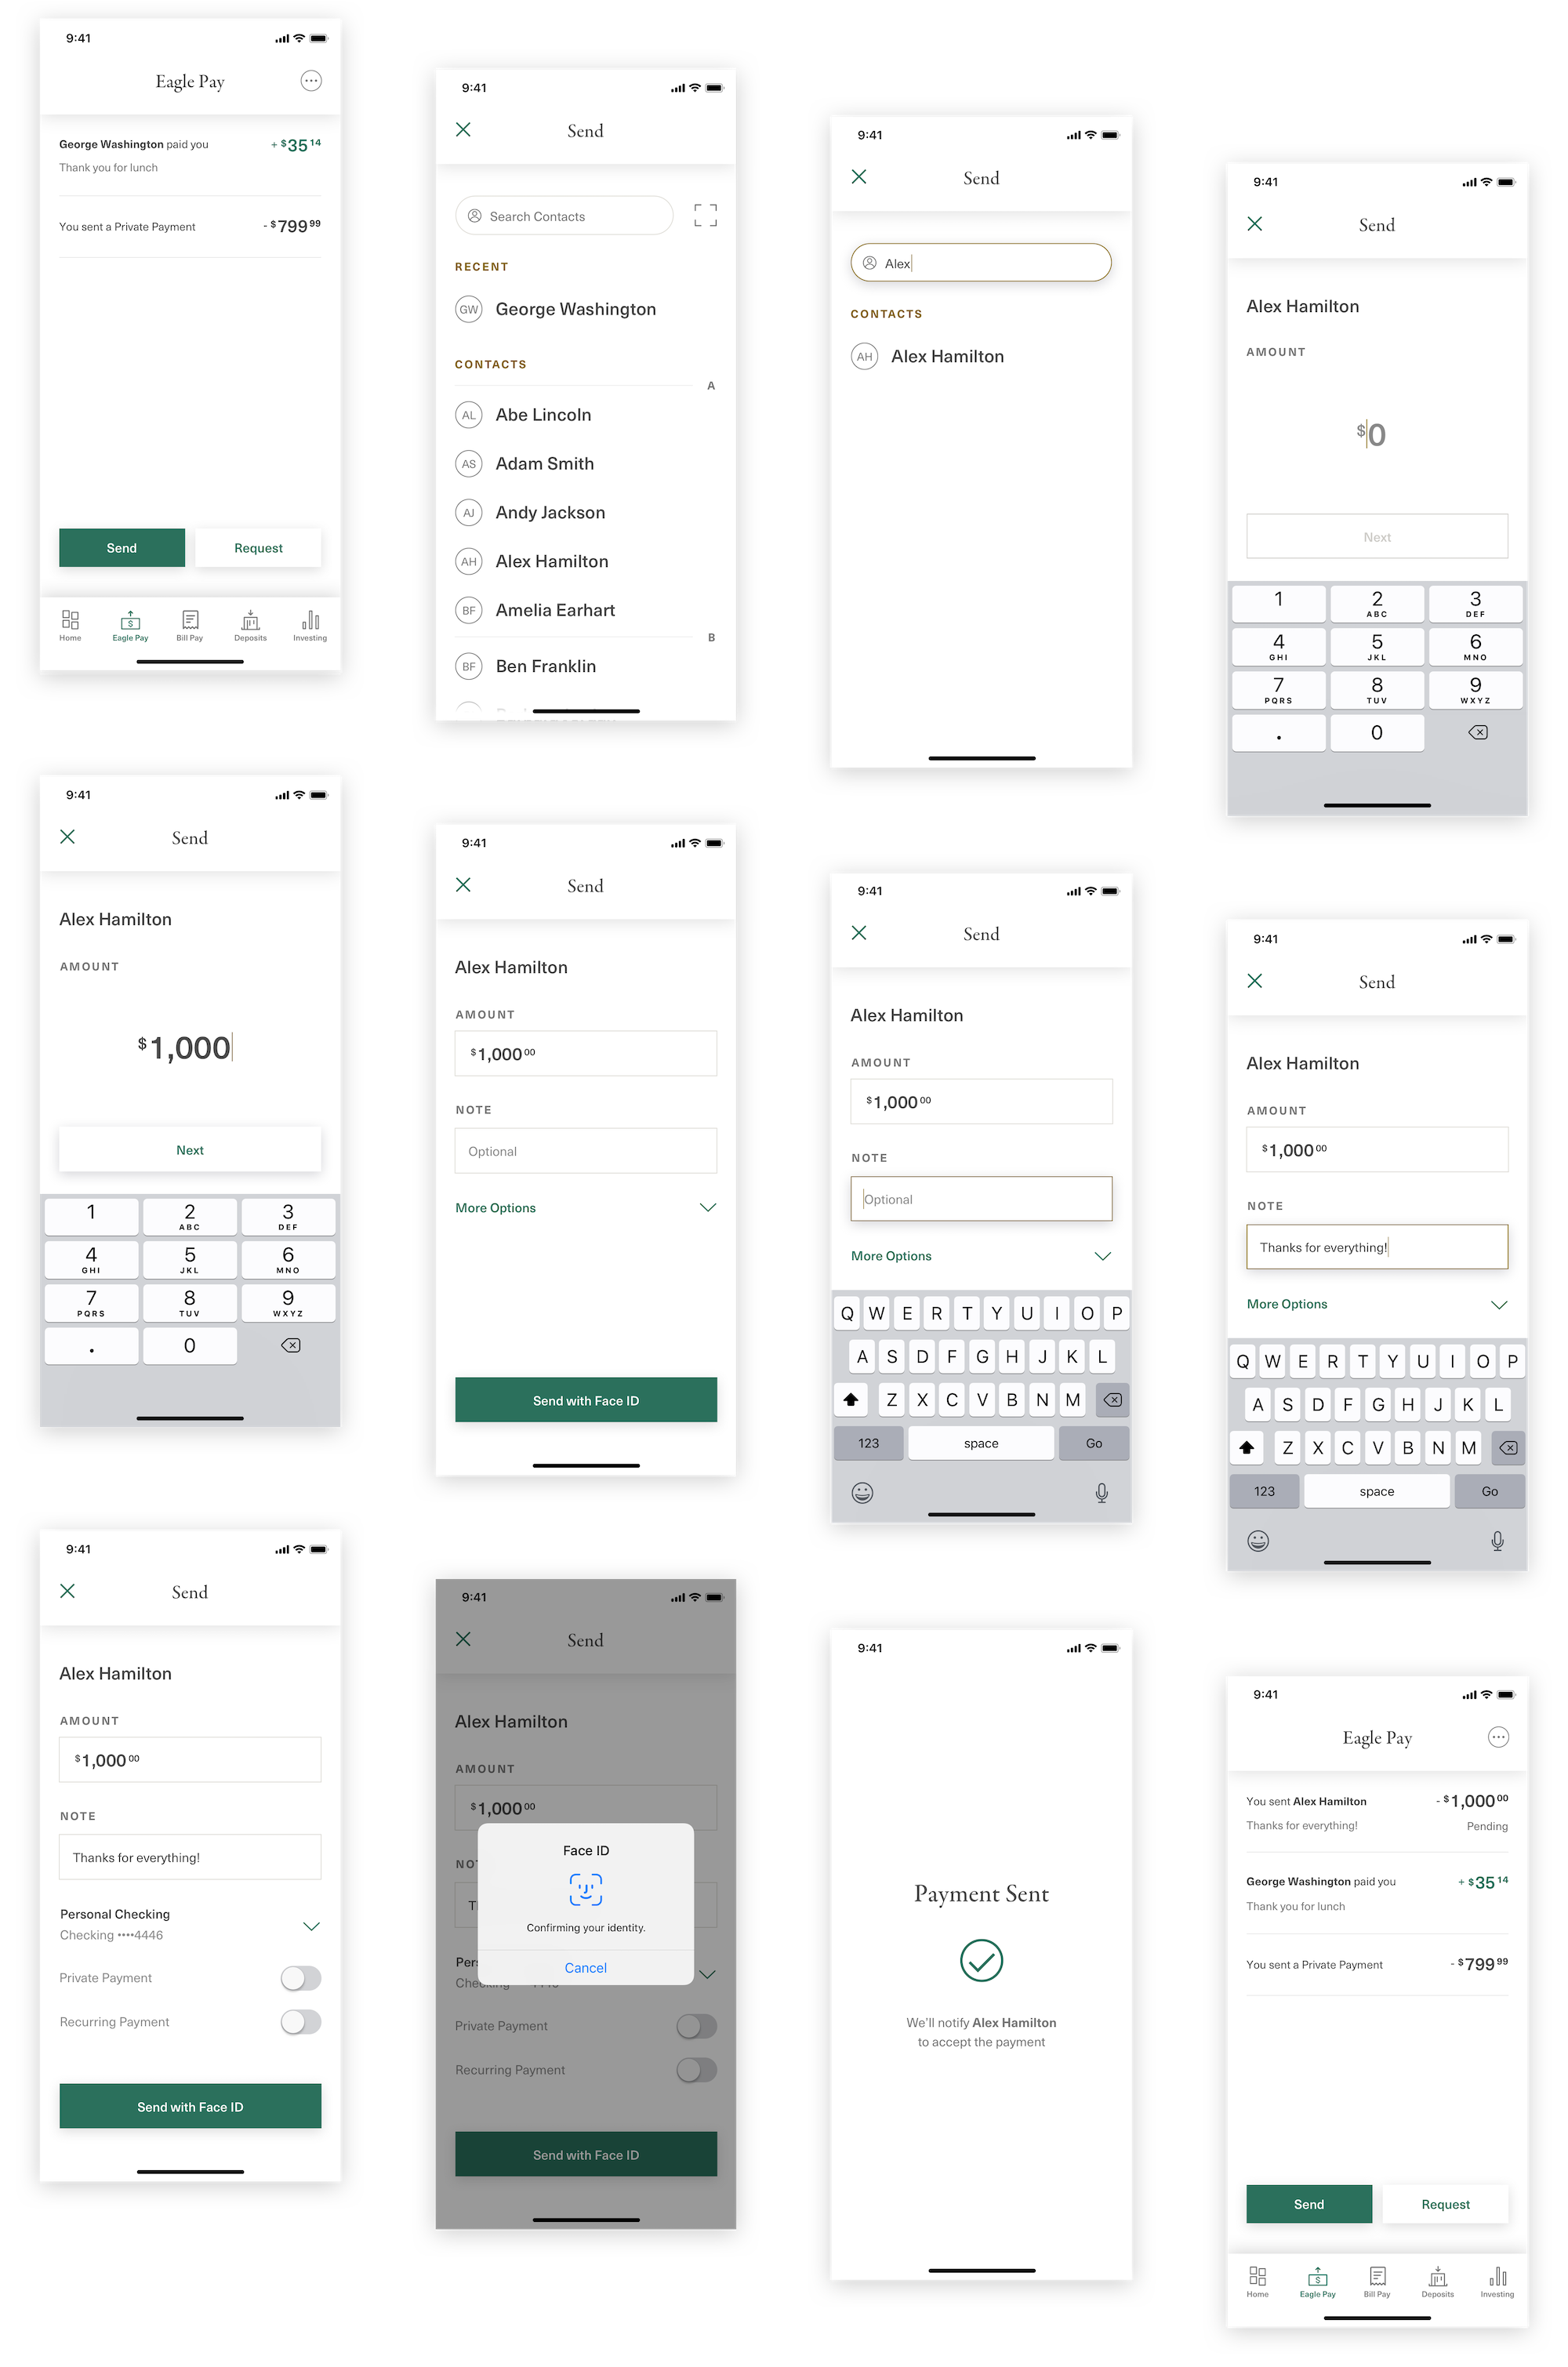 9:41
Eagle Pay
George Washington paid you + $35 14
Thank you for lunch
You sent a Private Payment - $799 99
Send Request
Home Eagle Pay Bill Pay Deposits Investing
9:41
Send
Search Contacts
RECENT
GW George Washington
CONTACTS
A
AL Abe Lincoln
AS Adam Smith
AJ Andy Jackson
AH Alex Hamilton
BF Amelia Earhart
B
BF Ben Franklin
9:41
Send
Alex
CONTACTS
AH Alex Hamilton
9:41
Send
Alex Hamilton
AMOUNT
$0
Next
1 2 3
ABC DEF
4 5 6
GHI JKL MNO
7 8 9
PQRS TUV WXYZ
. 0
9:41
Send
Alex Hamilton
AMOUNT
$1,000
Next
1 2 3
ABC DEF
4 5 6
GHI JKL MNO
7 8 9
PQRS TUV WXYZ
. 0
9:41
Send
Alex Hamilton
AMOUNT
$1,000 00
NOTE
Optional
More Options
Send with Face ID
9:41
Send
Alex Hamilton
AMOUNT
$1,000 00
NOTE
Optional
More Options
Q W E R T Y U I O P
A S D F G H J K L
Z X C V B N M
123 space Go
9:41
Send
Alex Hamilton
AMOUNT
$1,000 00
NOTE
Thanks for everything!
More Options
Q W E R T Y U I O P
A S D F G H J K L
Z X C V B N M
123 space Go
9:41
Send
Alex Hamilton
AMOUNT
$1,000 00
NOTE
Thanks for everything!
Personal Checking
Checking ••••4446
Private Payment
Recurring Payment
Send with Face ID
9:41
Send
Alex Hamilton
AMOUNT
$1,000 00
Face ID
Confirming your identity.
Cancel
Private Payment
Recurring Payment
Send with Face ID
9:41
Payment Sent
We'll notify Alex Hamilton
to accept the payment
9:41
Eagle Pay
You sent Alex Hamilton - $1,000 00
Thanks for everything! Pending
George Washington paid you + $35 14
Thank you for lunch
You sent a Private Payment - $799 99
Send Request
Home Eagle Pay Bill Pay Deposits Investing